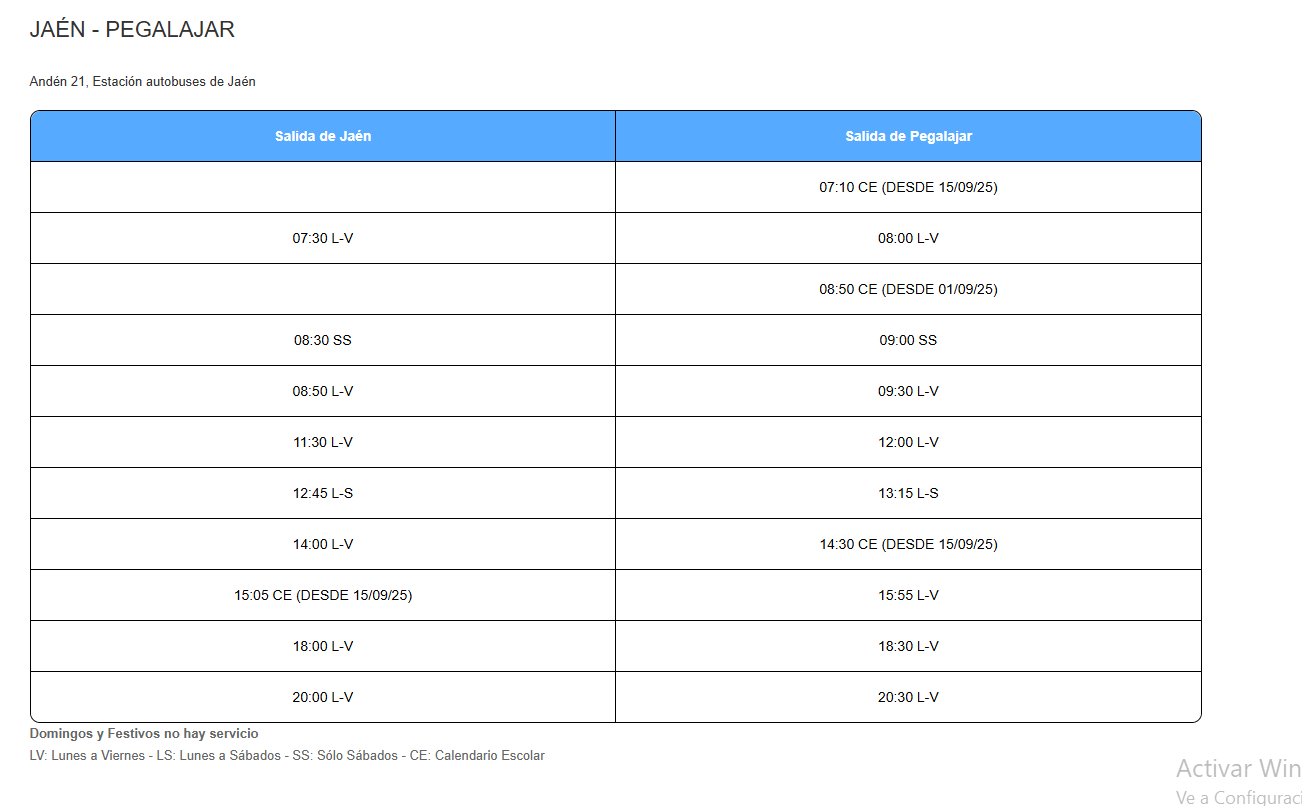 JAÉN - PEGALAJAR
Andén 21, Estación autobuses de Jaén
Salida de Jaén Salida de Pegalajar
07:10 CE (DESDE 15/09/25)
07:30 L-V 08:00 L-V
08:50 CE (DESDE 01/09/25)
08:30 SS 09:00 SS
08:50 L-V 09:30 L-V
11:30 L-V 12:00 L-V
12:45 L-S 13:15 L-S
14:00 L-V 14:30 CE (DESDE 15/09/25)
15:05 CE (DESDE 15/09/25) 15:55 L-V
18:00 L-V 18:30 L-V
20:00 L-V 20:30 L-V
Domingos y Festivos no hay servicio
LV: Lunes a Viernes - LS: Lunes a Sábados - SS: Sólo Sábados - CE: Calendario Escolar
Activar Win
Ve a Configuraci